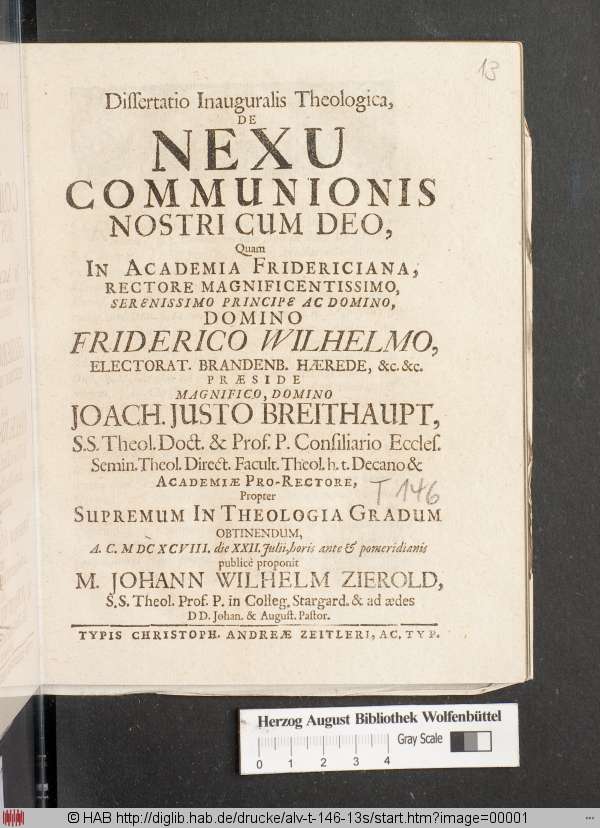 13
Dissertatio Inauguralis Theologica,
DE
NEXU
COMMUNIONIS
NOSTRI CUM DEO,
Quam
IN ACADEMIA FRIDERICIANA,
RECTORE MAGNIFICENTISSIMO,
SERENISSIMO PRINCIPE AC DOMINO,
DOMINO
FRIDERICO WILHELMO,
ELECTORAT. BRANDENB. HÆREDE, &c. &c.
PRÆSIDE
MAGNIFICO, DOMINO
JOACH. JUSTO BREITHAUPT,
S.S. Theol. Doct. & Prof. P. Consiliario Eccles.
Semin. Theol. Direct. Facult. Theol. h. t. Decano &
ACADEMIÆ PRO-RECTORE,
Propter
SUPREMUM IN THEOLOGIA GRADUM
OBTINENDUM,
A. C. M DC XCVIII. die XXII. Julii, horis ante & pomeridianis
publicè proponit
M. JOHANN WILHELM ZIEROLD,
S.S. Theol. Prof. P. in Colleg. Stargard. & ad ædes
DD. Johan. & August. Pastor.
TYPIS CHRISTOPH. ANDREÆ ZEITLERI, AC. TYP.
T 146
Herzog August Bibliothek Wolfenbüttel
Gray Scale
0 1 2 3 4
© HAB http://diglib.hab.de/drucke/alv-t-146-13s/start.htm?image=00001